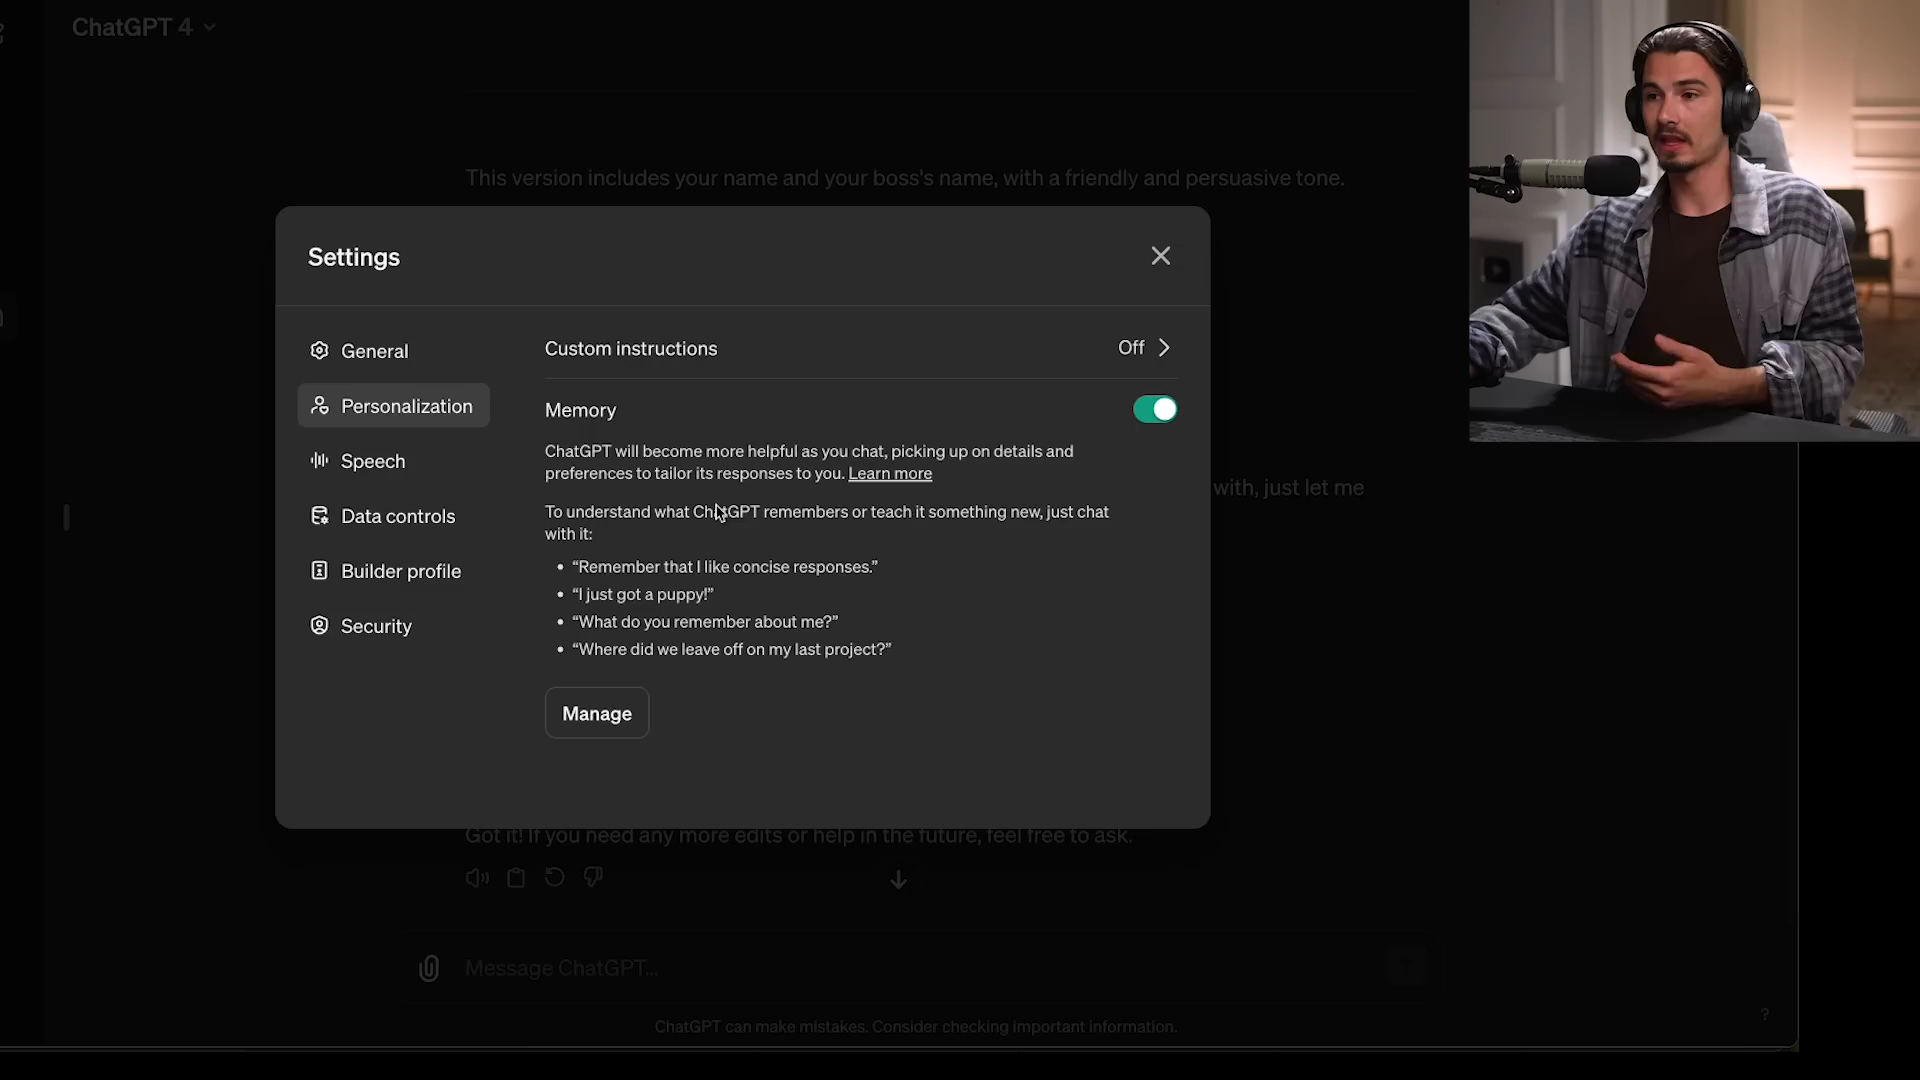 ChatGPT 4
This version includes your name and your boss's name, with a friendly and persuasive tone.
Settings
General
Personalization
Speech
Data controls
Builder profile
Security
Custom instructions
Off
Memory
ChatGPT will become more helpful as you chat, picking up on details and
preferences to tailor its responses to you. Learn more
To understand what ChatGPT remembers or teach it something new, just chat
with it:
• “Remember that I like concise responses.”
• “I just got a puppy!”
• “What do you remember about me?”
• “Where did we leave off on my last project?”
Manage
with, just let me
Got it! If you need any more edits or help in the future, feel free to ask.
Message ChatGPT...
ChatGPT can make mistakes. Consider checking important information.
?